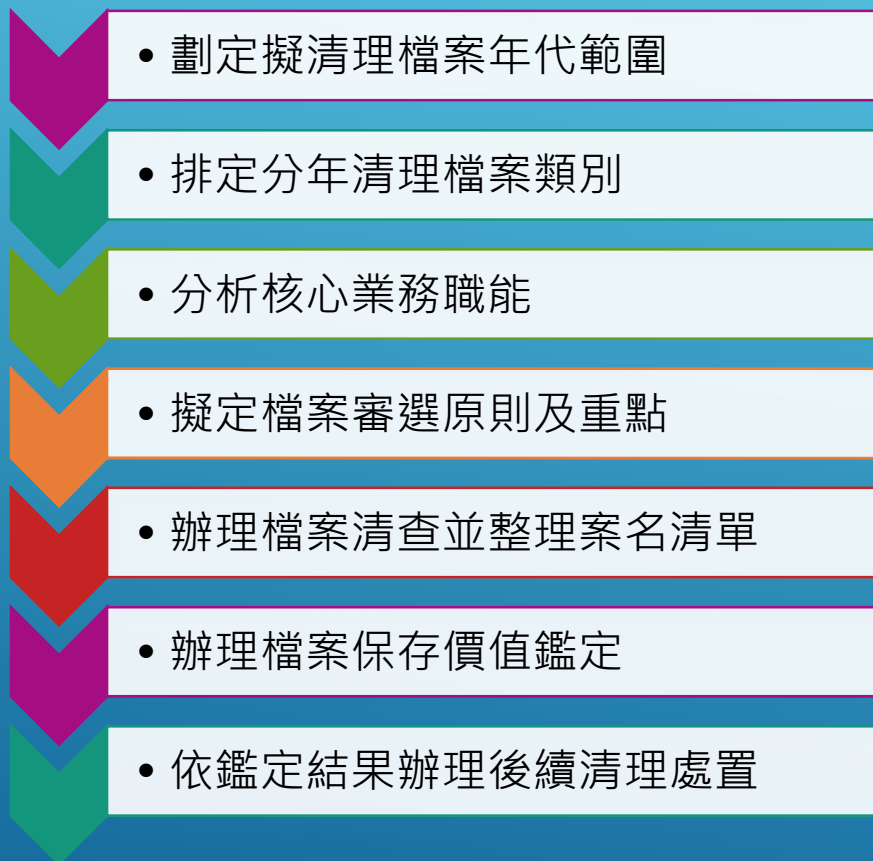 • 劃定擬清理檔案年代範圍
• 排定分年清理檔案類別
• 分析核心業務職能
• 擬定檔案審選原則及重點
• 辦理檔案清查並整理案名清單
• 辦理檔案保存價值鑑定
• 依鑑定結果辦理後續清理處置